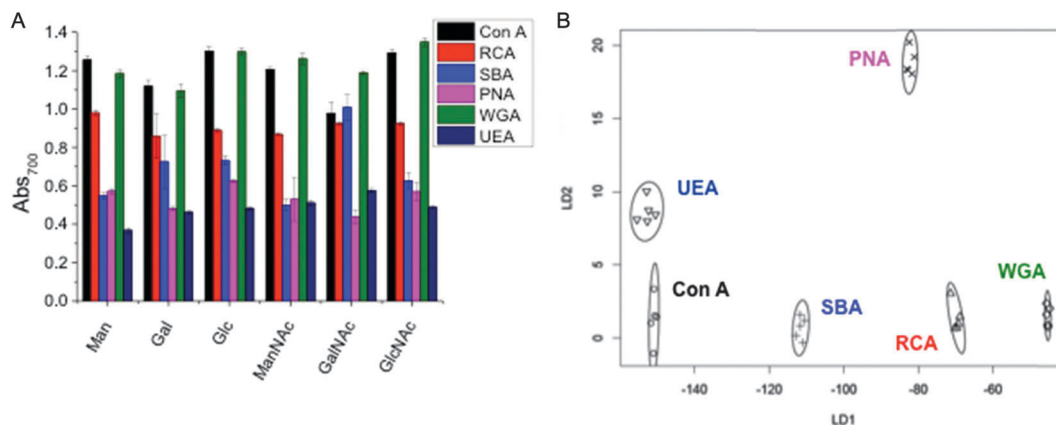 A
1.4
1.2
1.0
0.8
0.6
0.4
0.2
0.0
Abs700
Man
Gal
Glc
ManNAc
GalNAc
GlcNAc
Con A
RCA
SBA
PNA
WGA
UEA
B
20
15
10
5
0
LD2
PNA
UEA
Con A
SBA
RCA
WGA
-140
-120
-100
-80
-60
LD1